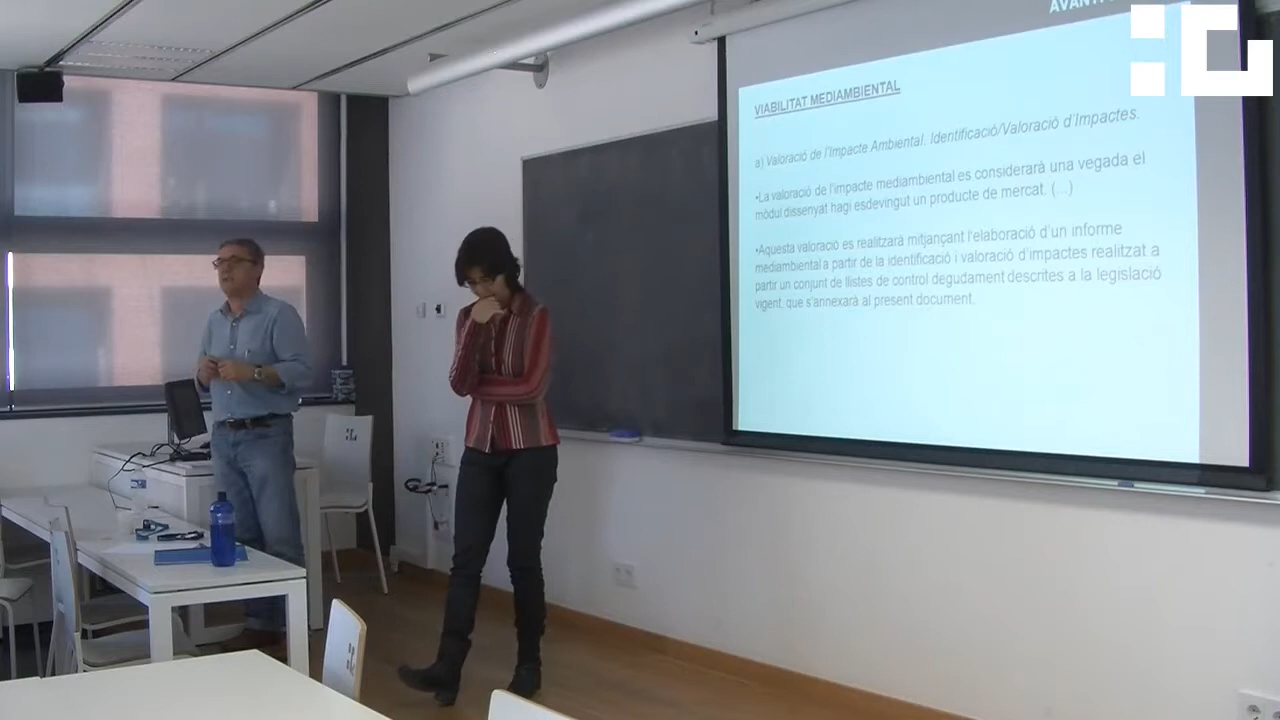 VIABILITAT MEDIAMBIENTAL
a) Valoració de l'Impacte Ambiental. Identificació/Valoració d'Impactes.
•La valoració de l'impacte mediambiental es considerarà una vegada el
mòdul dissenyat hagi esdevingut un producte de mercat. (...)
•Aquesta valoració es realitzarà mitjançant l'elaboració d'un informe
mediambiental a partir de la identificació i valoració d'impactes realitzat a
partir un conjunt de llistes de control degudament descrites a la legislació
vigent, que s'annexarà al present document.